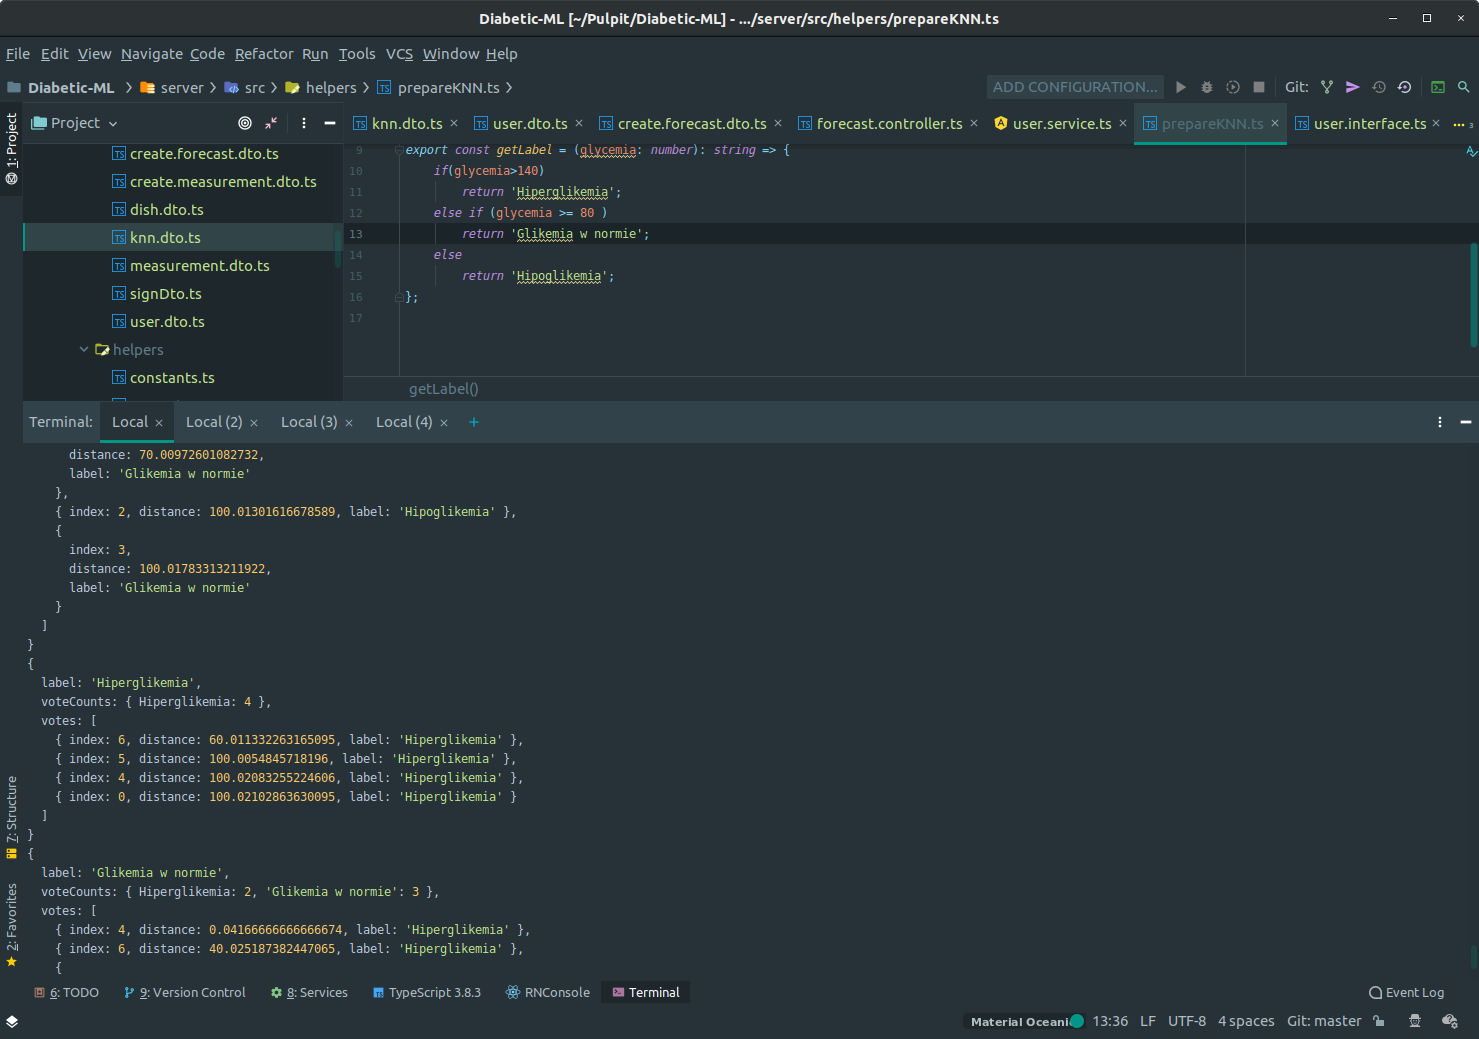 Diabetic-ML [~/Pulpit/Diabetic-ML] - .../server/src/helpers/prepareKNN.ts
File Edit View Navigate Code Refactor Run Tools VCS Window Help
Diabetic-ML server src helpers prepareKNN.ts ADD CONFIGURATION... Git:
1: Project
Project
knn.dto.ts user.dto.ts create.forecast.dto.ts forecast.controller.ts user.service.ts prepareKNN.ts user.interface.ts 3
create.forecast.dto.ts
create.measurement.dto.ts
dish.dto.ts
knn.dto.ts
measurement.dto.ts
signDto.ts
user.dto.ts
helpers
constants.ts
9 export const getLabel = (glycemia: number): string => {
10 if(glycemia>140)
11 return 'Hiperglikemia';
12 else if (glycemia >= 80 )
13 return 'Glikemia w normie';
14 else
15 return 'Hipoglikemia';
16 };
17
getLabel()
Terminal: Local Local (2) Local (3) Local (4) +
distance: 70.00972601082732,
label: 'Glikemia w normie'
},
{ index: 2, distance: 100.01301616678589, label: 'Hipoglikemia' },
{
index: 3,
distance: 100.01783313211922,
label: 'Glikemia w normie'
}
]
}
{
label: 'Hiperglikemia',
voteCounts: { Hiperglikemia: 4 },
votes: [
{ index: 6, distance: 60.011332263165095, label: 'Hiperglikemia' },
{ index: 5, distance: 100.0054845718196, label: 'Hiperglikemia' },
{ index: 4, distance: 100.02083255224606, label: 'Hiperglikemia' },
{ index: 0, distance: 100.02102863630095, label: 'Hiperglikemia' }
]
}
{
label: 'Glikemia w normie',
voteCounts: { Hiperglikemia: 2, 'Glikemia w normie': 3 },
votes: [
{ index: 4, distance: 0.04166666666666674, label: 'Hiperglikemia' },
{ index: 6, distance: 40.025187382447065, label: 'Hiperglikemia' },
{
7: Structure
2: Favorites
6: TODO 9: Version Control 8: Services TypeScript 3.8.3 RNConsole Terminal Event Log
Material Oceani 13:36 LF UTF-8 4 spaces Git: master